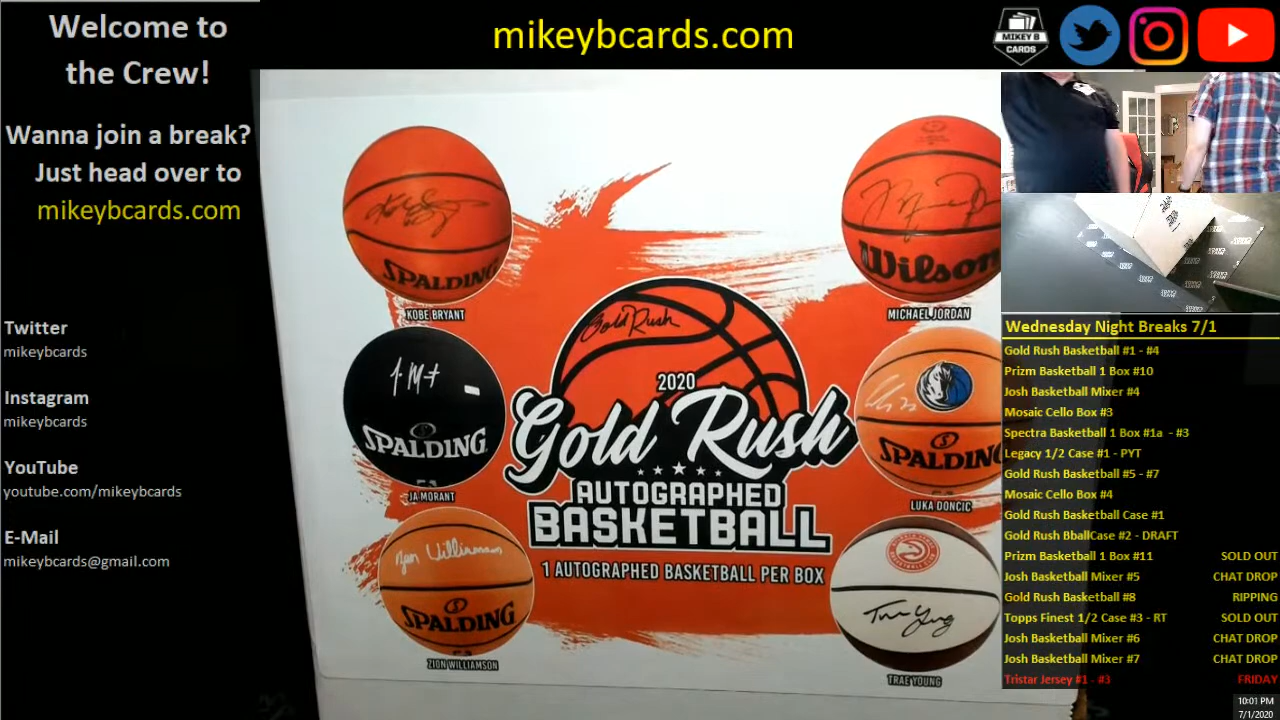 Welcome to
the Crew!
Wanna join a break?
Just head over to
mikeybcards.com
Twitter
mikeybcards
Instagram
mikeybcards
YouTube
youtube.com/mikeybcards
E-Mail
mikeybcards@gmail.com
mikeybcards.com
MIKEY B
CARDS
SPALDING
KOBE BRYANT
Wilson
MICHAEL JORDAN
SPALDING
JA MORANT
SPALDING
LUKA DONCIC
SPALDING
ZION WILLIAMSON
Trae Young
TRAE YOUNG
Gold Rush
2020
Gold Rush
AUTOGRAPHED
BASKETBALL
1 AUTOGRAPHED BASKETBALL PER BOX
Wednesday Night Breaks 7/1
Gold Rush Basketball #1 - #4
Prizm Basketball 1 Box #10
Josh Basketball Mixer #4
Mosaic Cello Box #3
Spectra Basketball 1 Box #1a - #3
Legacy 1/2 Case #1 - PYT
Gold Rush Basketball #5 - #7
Mosaic Cello Box #4
Gold Rush Basketball Case #1
Gold Rush BballCase #2 - DRAFT
Prizm Basketball 1 Box #11 SOLD OUT
Josh Basketball Mixer #5 CHAT DROP
Gold Rush Basketball #8 RIPPING
Topps Finest 1/2 Case #3 - RT SOLD OUT
Josh Basketball Mixer #6 CHAT DROP
Josh Basketball Mixer #7 CHAT DROP
Tristar Jersey #1 - #3 FRIDAY
10:01 PM
7/1/2020